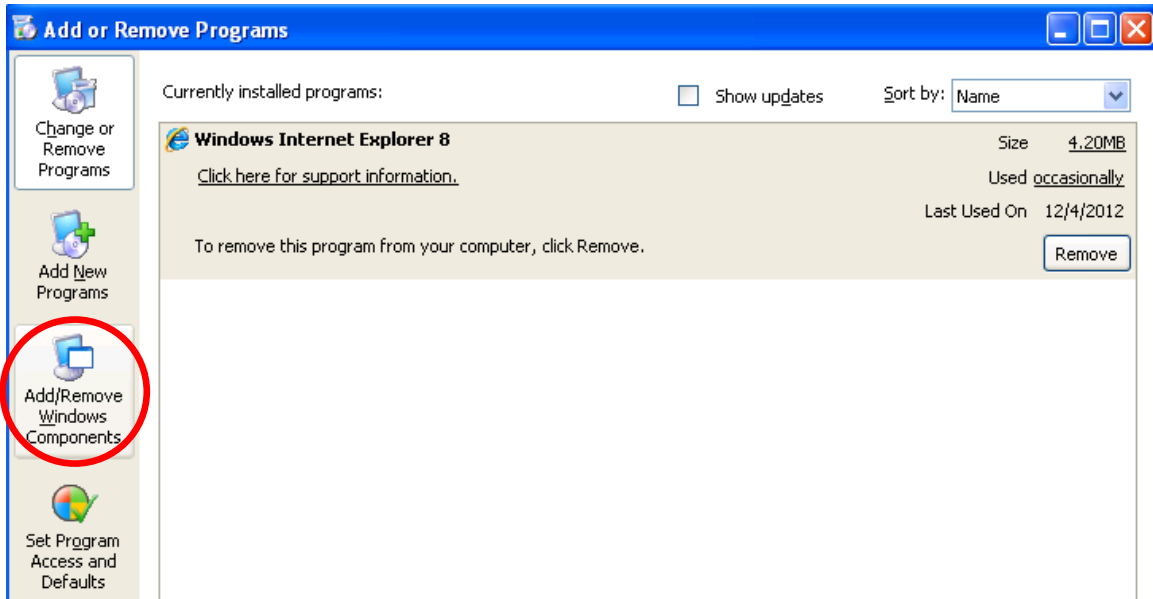 Add or Remove Programs
Change or
Remove
Programs
Add New
Programs
Add/Remove
Windows
Components
Set Program
Access and
Defaults
Currently installed programs:
Show updates
Sort by: Name
Windows Internet Explorer 8
Size 4.20MB
Click here for support information.
Used occasionally
Last Used On 12/4/2012
To remove this program from your computer, click Remove.
Remove